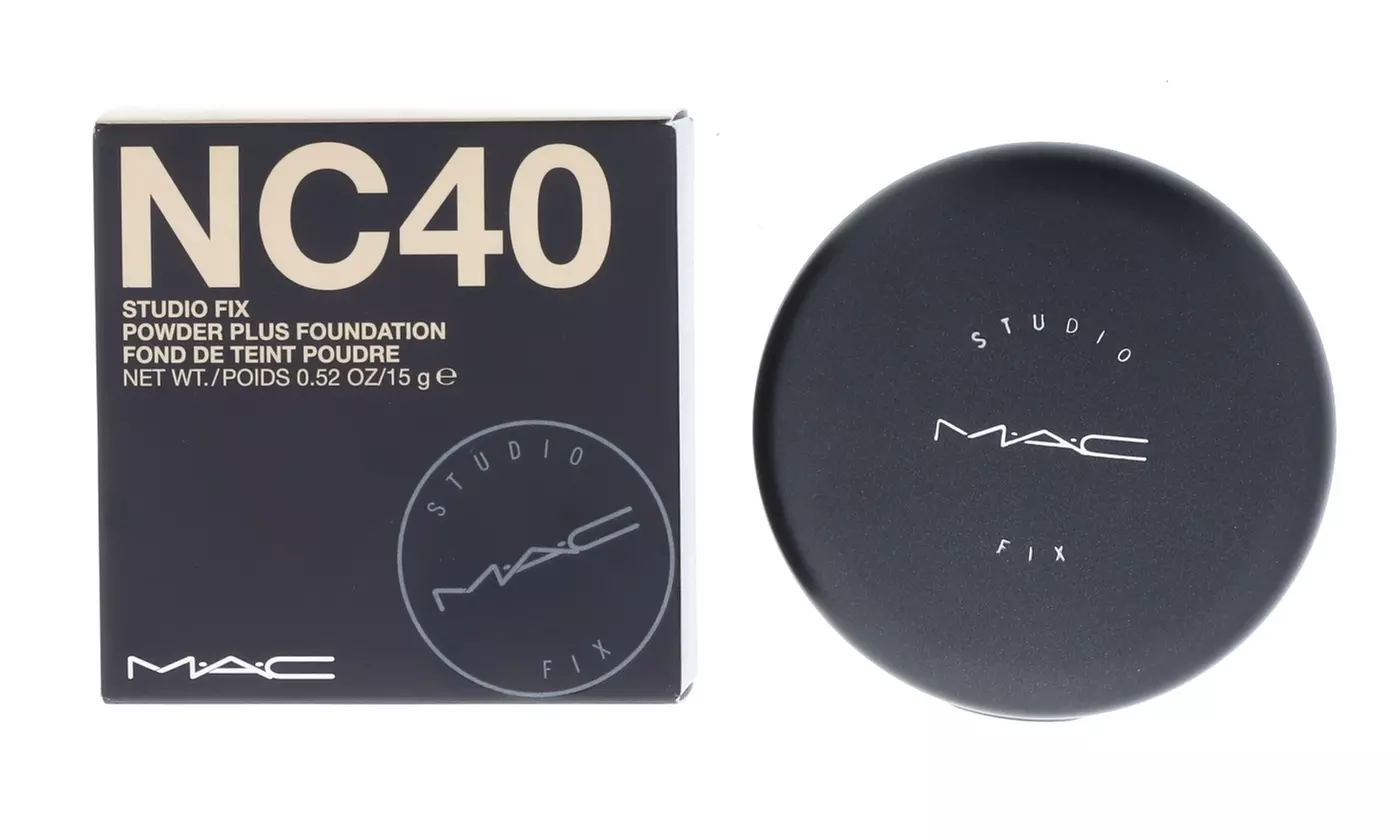 NC40
STUDIO FIX
POWDER PLUS FOUNDATION
FOND DE TEINT POUDRE
NET WT./POIDS 0.52 OZ/15 g ℮
STUDIO
M·A·C
FIX
M·A·C
STUDIO
M·A·C
FIX